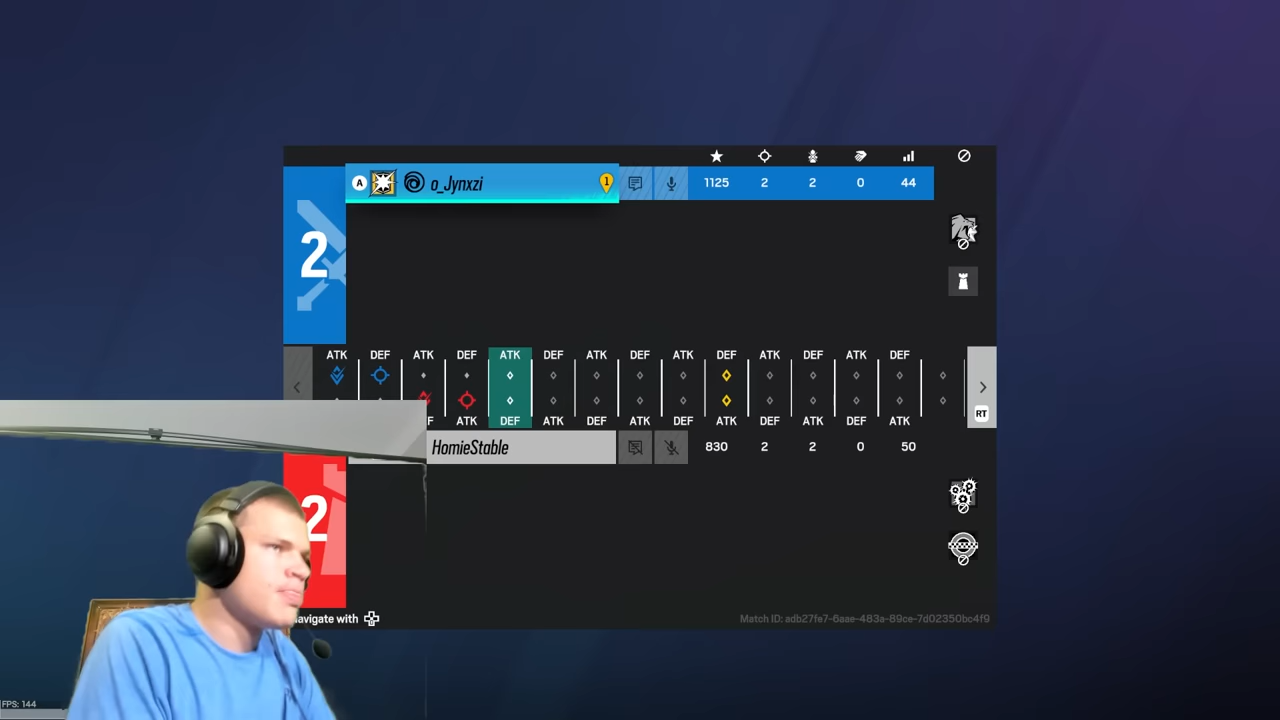 A o_Jynxzi 1 1125 2 2 0 44
2
ATK DEF ATK DEF ATK DEF ATK DEF ATK DEF ATK DEF ATK DEF
F ATK DEF ATK DEF ATK DEF ATK DEF ATK DEF ATK
RT
HomieStable 830 2 2 0 50
2
avigate with
Match ID: adb27fe7-6aae-483a-89ce-7d02350bc4f9
FPS: 144